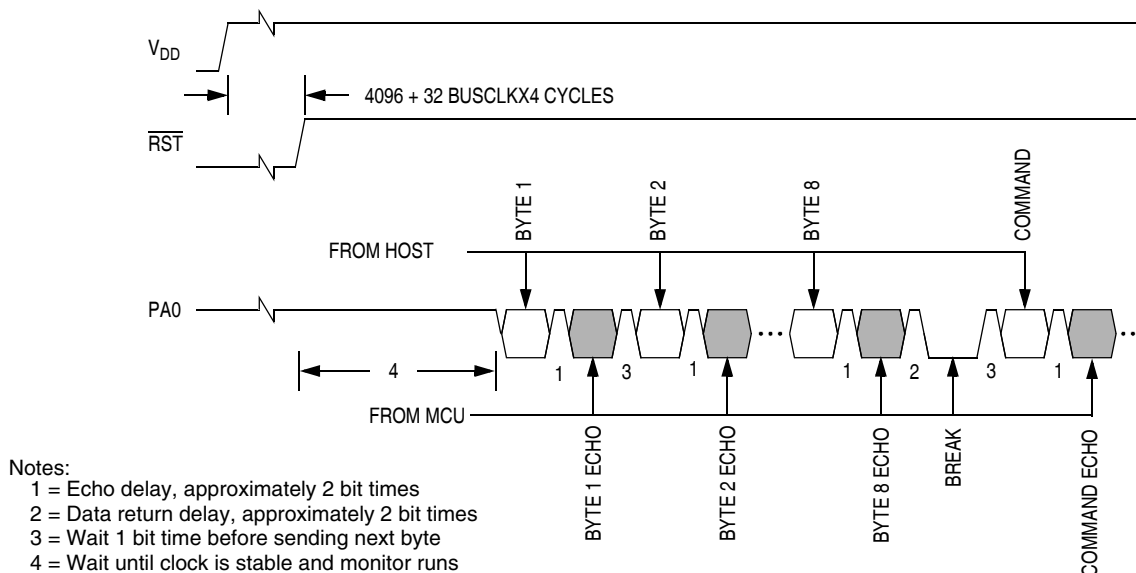 VDD
4096 + 32 BUSCLKX4 CYCLES
RST
BYTE 1
BYTE 2
BYTE 8
COMMAND
FROM HOST
PA0
...
...
1
3
1
1
2
3
1
4
FROM MCU
BYTE 1 ECHO
BYTE 2 ECHO
BYTE 8 ECHO
BREAK
COMMAND ECHO
Notes:
1 = Echo delay, approximately 2 bit times
2 = Data return delay, approximately 2 bit times
3 = Wait 1 bit time before sending next byte
4 = Wait until clock is stable and monitor runs